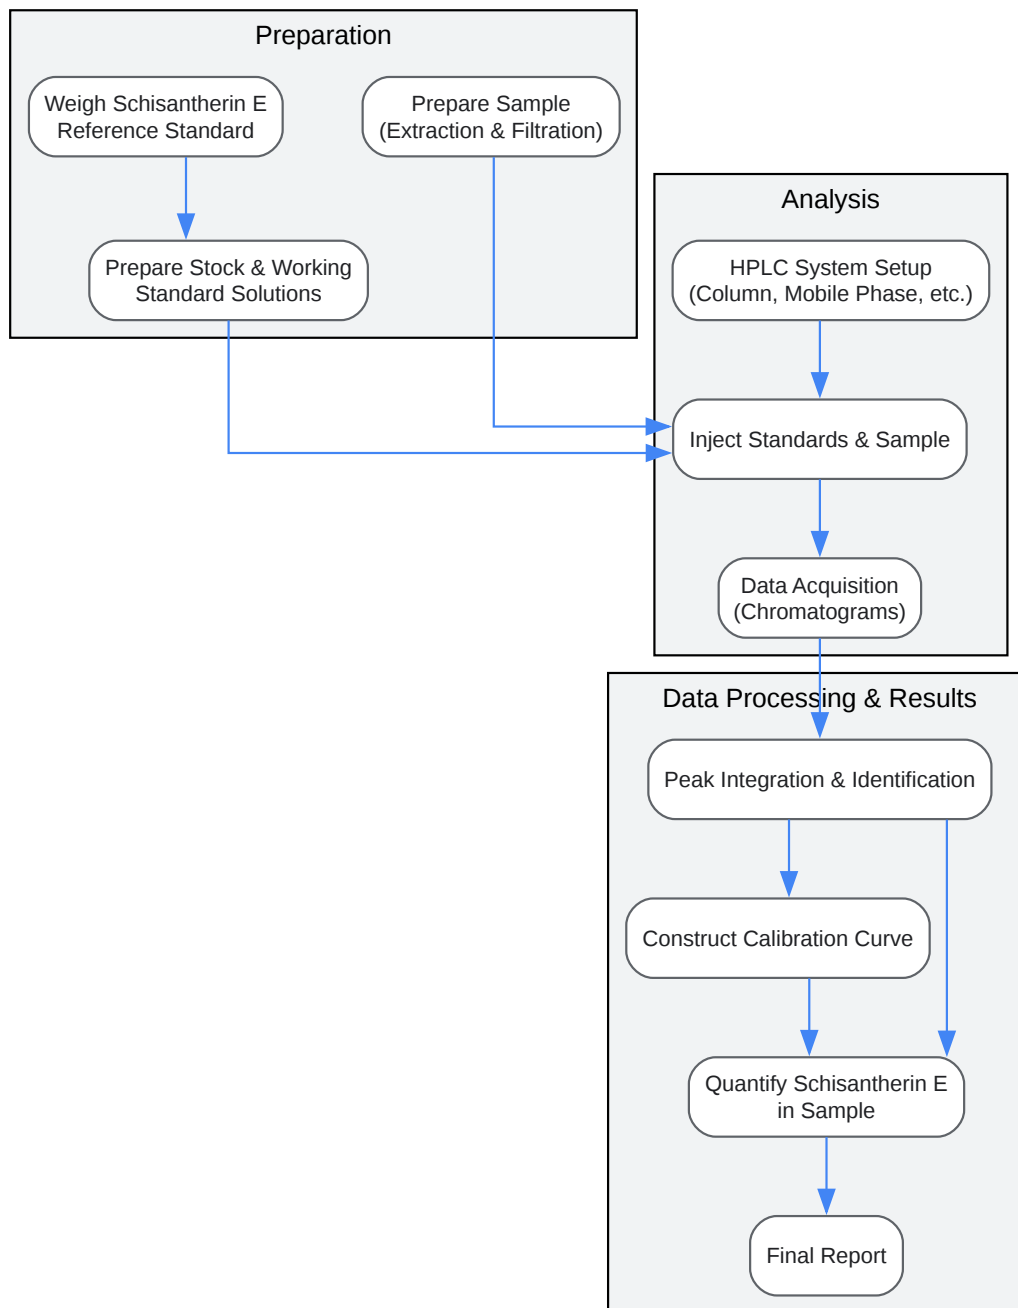 Preparation
Weigh Schisantherin E
Reference Standard
Prepare Sample
(Extraction & Filtration)
Prepare Stock & Working
Standard Solutions
Analysis
HPLC System Setup
(Column, Mobile Phase, etc.)
Inject Standards & Sample
Data Acquisition
(Chromatograms)
Data Processing & Results
Peak Integration & Identification
Construct Calibration Curve
Quantify Schisantherin E
in Sample
Final Report